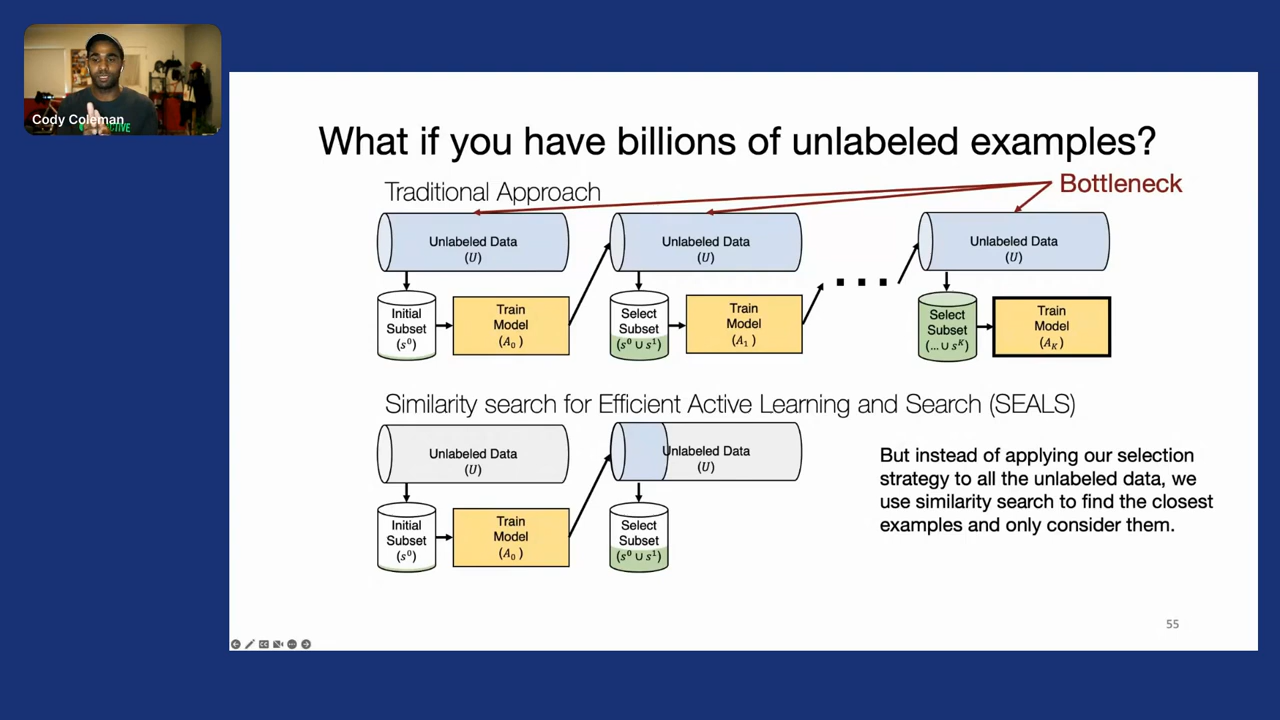 Cody Coleman
What if you have billions of unlabeled examples?
Traditional Approach
Bottleneck
Unlabeled Data
(U)
Unlabeled Data
(U)
Unlabeled Data
(U)
Initial
Subset
(s⁰)
Train
Model
(A₀)
Select
Subset
(s⁰ ∪ s¹)
Train
Model
(A₁)
...
Select
Subset
(... ∪ sᴷ)
Train
Model
(Aᴋ)
Similarity search for Efficient Active Learning and Search (SEALS)
Unlabeled Data
(U)
Unlabeled Data
(U)
Initial
Subset
(s⁰)
Train
Model
(A₀)
Select
Subset
(s⁰ ∪ s¹)
But instead of applying our selection
strategy to all the unlabeled data, we
use similarity search to find the closest
examples and only consider them.
55